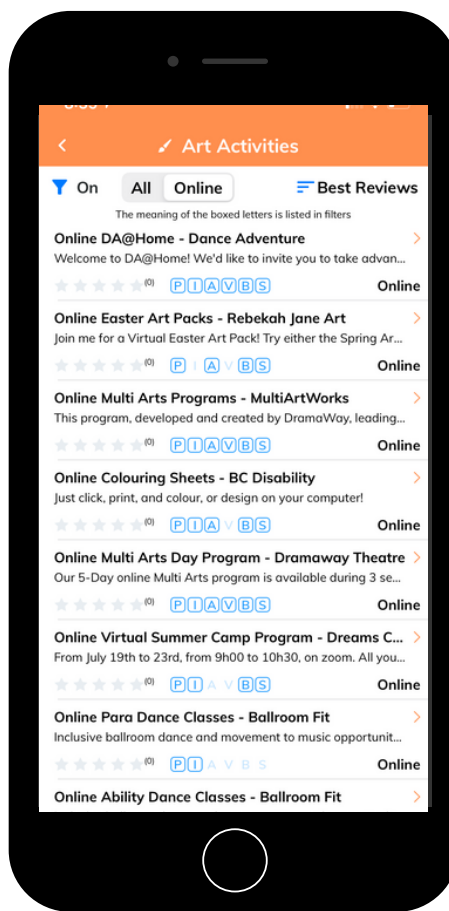 Art Activities
On All Online Best Reviews
The meaning of the boxed letters is listed in filters
Online DA@Home - Dance Adventure
Welcome to DA@Home! We'd like to invite you to take advan...
(0) P I A V B S Online
Online Easter Art Packs - Rebekah Jane Art
Join me for a Virtual Easter Art Pack! Try either the Spring Ar...
(0) P I A V B S Online
Online Multi Arts Programs - MultiArtWorks
This program, developed and created by DramaWay, leading...
(0) P I A V B S Online
Online Colouring Sheets - BC Disability
Just click, print, and colour, or design on your computer!
(0) P I A V B S Online
Online Multi Arts Day Program - Dramaway Theatre
Our 5-Day online Multi Arts program is available during 3 se...
(0) P I A V B S Online
Online Virtual Summer Camp Program - Dreams C...
From July 19th to 23rd, from 9h00 to 10h30, on zoom. All you...
(0) P I A V B S Online
Online Para Dance Classes - Ballroom Fit
Inclusive ballroom dance and movement to music opportunit...
(0) P I A V B S Online
Online Ability Dance Classes - Ballroom Fit